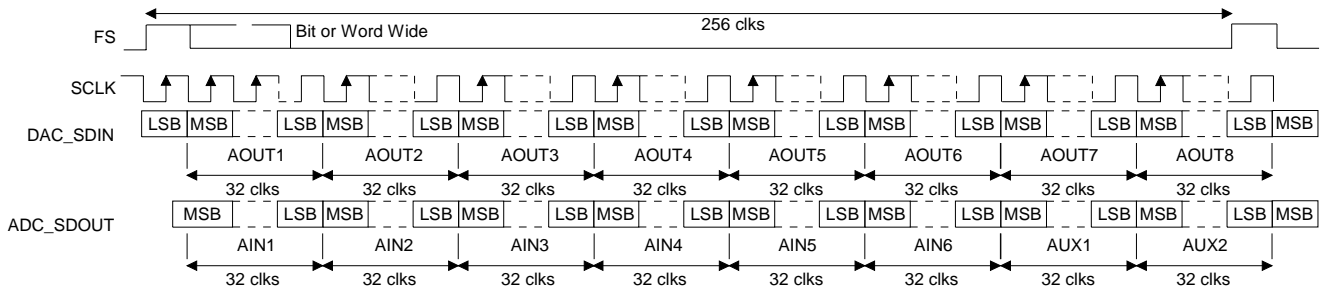 256 clks
FS Bit or Word Wide
SCLK
DAC_SDIN LSB MSB LSB MSB LSB MSB LSB MSB LSB MSB LSB MSB LSB MSB LSB MSB LSB MSB
AOUT1 AOUT2 AOUT3 AOUT4 AOUT5 AOUT6 AOUT7 AOUT8
32 clks 32 clks 32 clks 32 clks 32 clks 32 clks 32 clks 32 clks
ADC_SDOUT MSB LSB MSB LSB MSB LSB MSB LSB MSB LSB MSB LSB MSB LSB MSB LSB MSB
AIN1 AIN2 AIN3 AIN4 AIN5 AIN6 AUX1 AUX2
32 clks 32 clks 32 clks 32 clks 32 clks 32 clks 32 clks 32 clks